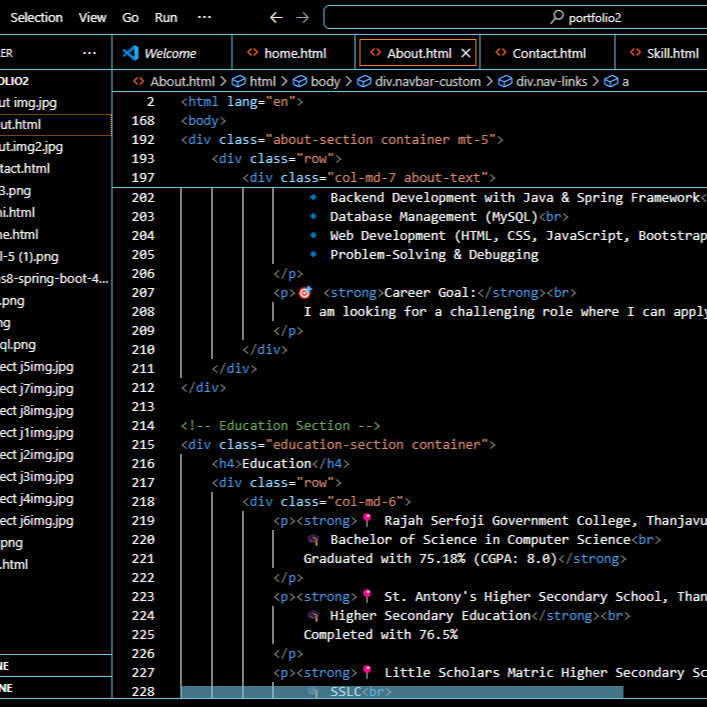 Selection View Go Run ··· ← → portfolio2
ER ···
Welcome
home.html
About.html ×
Contact.html
Skill.html
OLIO2
ut img.jpg
ut.html
ut.img2.jpg
tact.html
3.png
ni.html
ne.html
l-5 (1).png
s8-spring-boot-4...
.png
ng
ql.png
ect j5img.jpg
ect j7img.jpg
ect j8img.jpg
ect j1img.jpg
ect j2img.jpg
ect j3img.jpg
ect j4img.jpg
ect j6img.jpg
.png
.html
NE
NE
About.html > html > body > div.navbar-custom > div.nav-links > a
2 <html lang="en">
168 <body>
192 <div class="about-section container mt-5">
193 <div class="row">
197 <div class="col-md-7 about-text">
202 🔹 Backend Development with Java & Spring Framework<
203 🔹 Database Management (MySQL)<br>
204 🔹 Web Development (HTML, CSS, JavaScript, Bootstrap
205 🔹 Problem-Solving & Debugging
206 </p>
207 <p>🎯 <strong>Career Goal:</strong><br>
208 I am looking for a challenging role where I can apply
209 </p>
210 </div>
211 </div>
212 </div>
213
214 <!-- Education Section -->
215 <div class="education-section container">
216 <h4>Education</h4>
217 <div class="row">
218 <div class="col-md-6">
219 <p><strong>📍 Rajah Serfoji Government College, Thanjavu
220 🎓 Bachelor of Science in Computer Science<br>
221 Graduated with 75.18% (CGPA: 8.0)</strong>
222 </p>
223 <p><strong>📍 St. Antony's Higher Secondary School, Than
224 🎓 Higher Secondary Education</strong><br>
225 Completed with 76.5%
226 </p>
227 <p><strong>📍 Little Scholars Matric Higher Secondary Sc
228 🎓 SSLC<br>